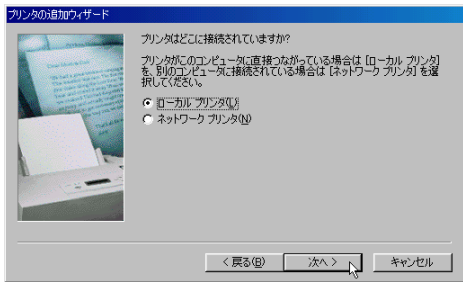 プリンタの追加ウィザード
プリンタはどこに接続されていますか?
プリンタがこのコンピュータに直接つながっている場合は [ローカル プリンタ]
を、別のコンピュータに接続されている場合は [ネットワーク プリンタ] を選
択してください。
ローカル プリンタ(L)
ネットワーク プリンタ(N)
< 戻る(B)
次へ >
キャンセル